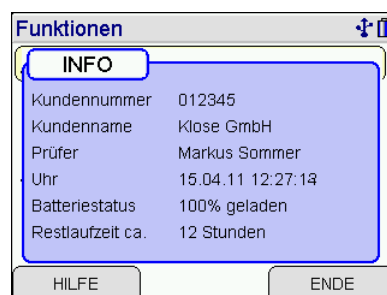 Funktionen
INFO
Kundennummer 012345
Kundenname Klose GmbH
Prüfer Markus Sommer
Uhr 15.04.11 12:27:13
Batteriestatus 100% geladen
Restlaufzeit ca. 12 Stunden
HILFE ENDE